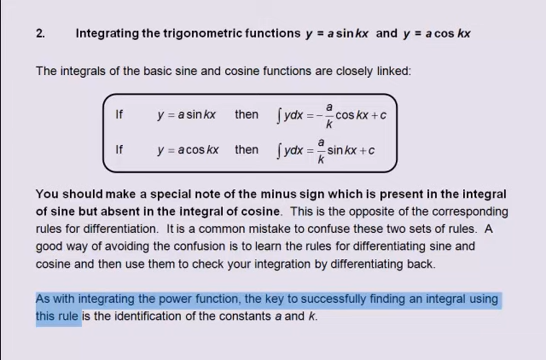 2. Integrating the trigonometric functions y = a sin kx and y = a cos kx
The integrals of the basic sine and cosine functions are closely linked:
If y = a sin kx then ∫ydx = −a/k cos kx + c
If y = a cos kx then ∫ydx = a/k sin kx + c
You should make a special note of the minus sign which is present in the integral
of sine but absent in the integral of cosine. This is the opposite of the corresponding
rules for differentiation. It is a common mistake to confuse these two sets of rules. A
good way of avoiding the confusion is to learn the rules for differentiating sine and
cosine and then use them to check your integration by differentiating back.
As with integrating the power function, the key to successfully finding an integral using
this rule is the identification of the constants a and k.